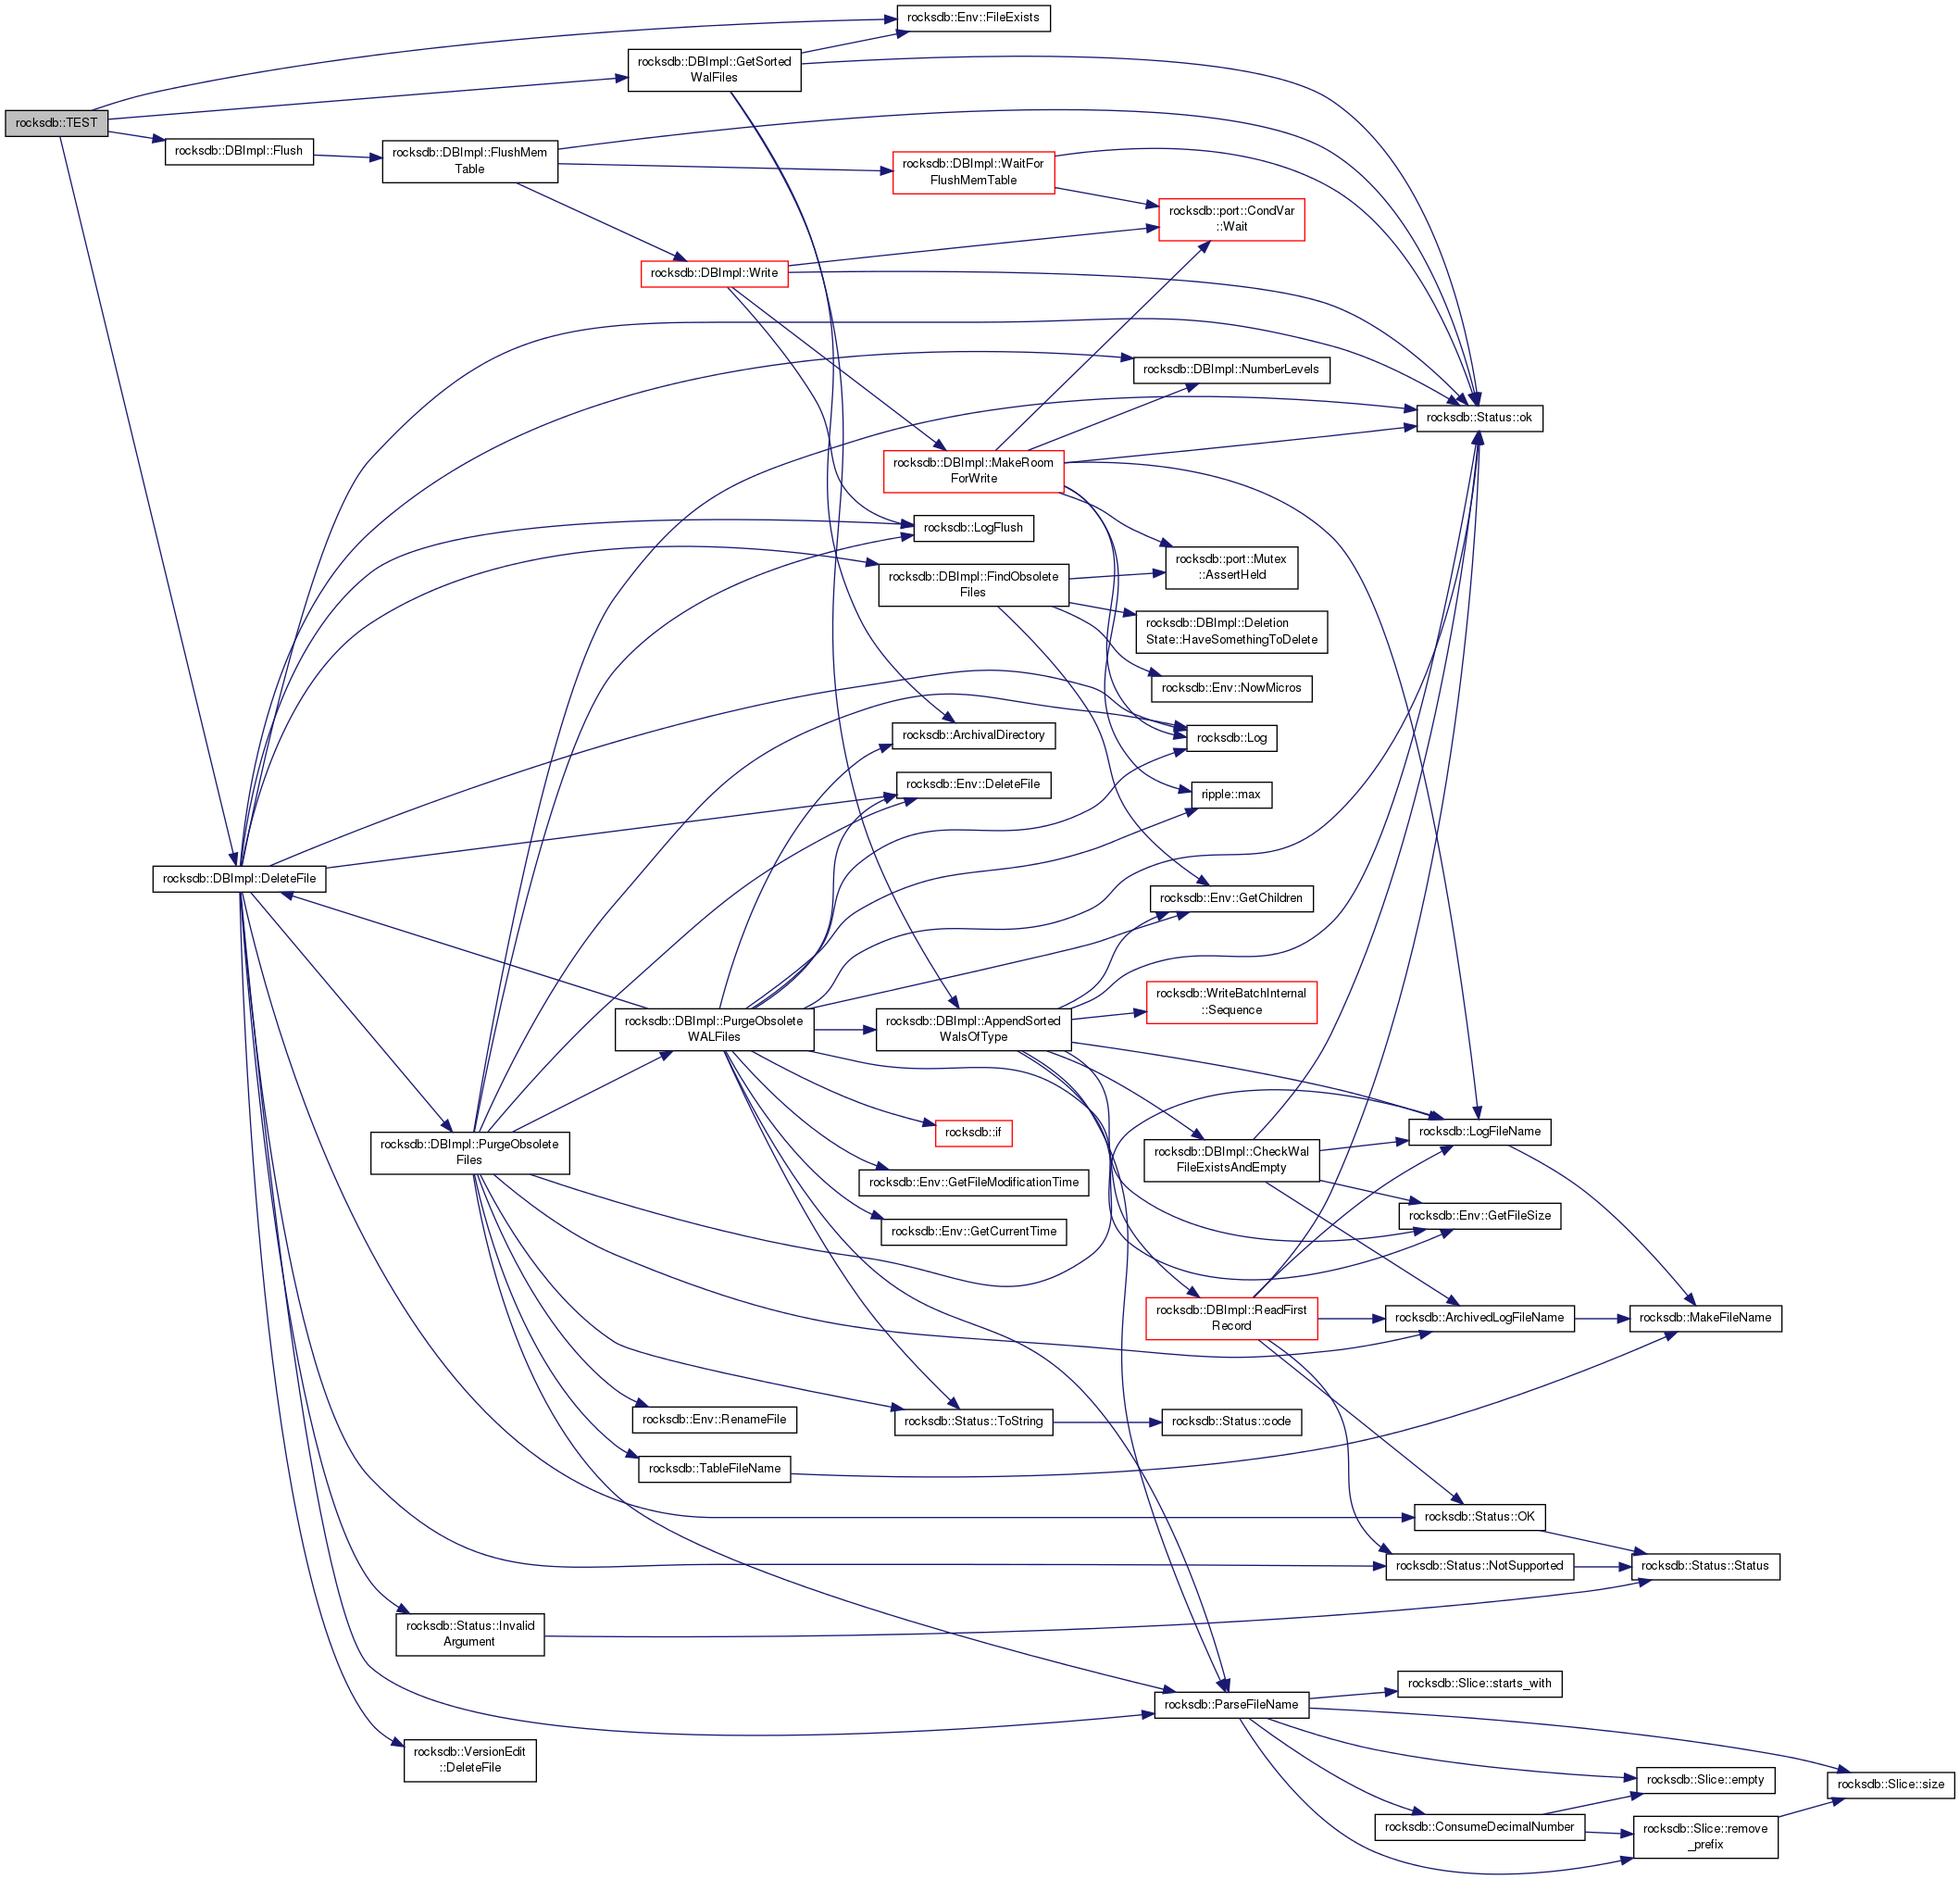 rocksdb::Env::FileExists
rocksdb::DBImpl::GetSorted
WalFiles
rocksdb::TEST
rocksdb::DBImpl::Flush
rocksdb::DBImpl::FlushMem
Table
rocksdb::DBImpl::WaitFor
FlushMemTable
rocksdb::port::CondVar
::Wait
rocksdb::DBImpl::Write
rocksdb::DBImpl::NumberLevels
rocksdb::Status::ok
rocksdb::DBImpl::MakeRoom
ForWrite
rocksdb::LogFlush
rocksdb::port::Mutex
::AssertHeld
rocksdb::DBImpl::FindObsolete
Files
rocksdb::DBImpl::Deletion
State::HaveSomethingToDelete
rocksdb::Env::NowMicros
rocksdb::ArchivalDirectory
rocksdb::Log
rocksdb::Env::DeleteFile
ripple::max
rocksdb::DBImpl::DeleteFile
rocksdb::Env::GetChildren
rocksdb::WriteBatchInternal
::Sequence
rocksdb::DBImpl::PurgeObsolete
WALFiles
rocksdb::DBImpl::AppendSorted
WalsOfType
rocksdb::if
rocksdb::LogFileName
rocksdb::DBImpl::PurgeObsolete
Files
rocksdb::DBImpl::CheckWal
FileExistsAndEmpty
rocksdb::Env::GetFileModificationTime
rocksdb::Env::GetFileSize
rocksdb::Env::GetCurrentTime
rocksdb::DBImpl::ReadFirst
Record
rocksdb::ArchivedLogFileName
rocksdb::MakeFileName
rocksdb::Env::RenameFile
rocksdb::Status::ToString
rocksdb::Status::code
rocksdb::TableFileName
rocksdb::Status::OK
rocksdb::Status::NotSupported
rocksdb::Status::Status
rocksdb::Status::Invalid
Argument
rocksdb::Slice::starts_with
rocksdb::ParseFileName
rocksdb::VersionEdit
::DeleteFile
rocksdb::Slice::empty
rocksdb::Slice::size
rocksdb::ConsumeDecimalNumber
rocksdb::Slice::remove
_prefix